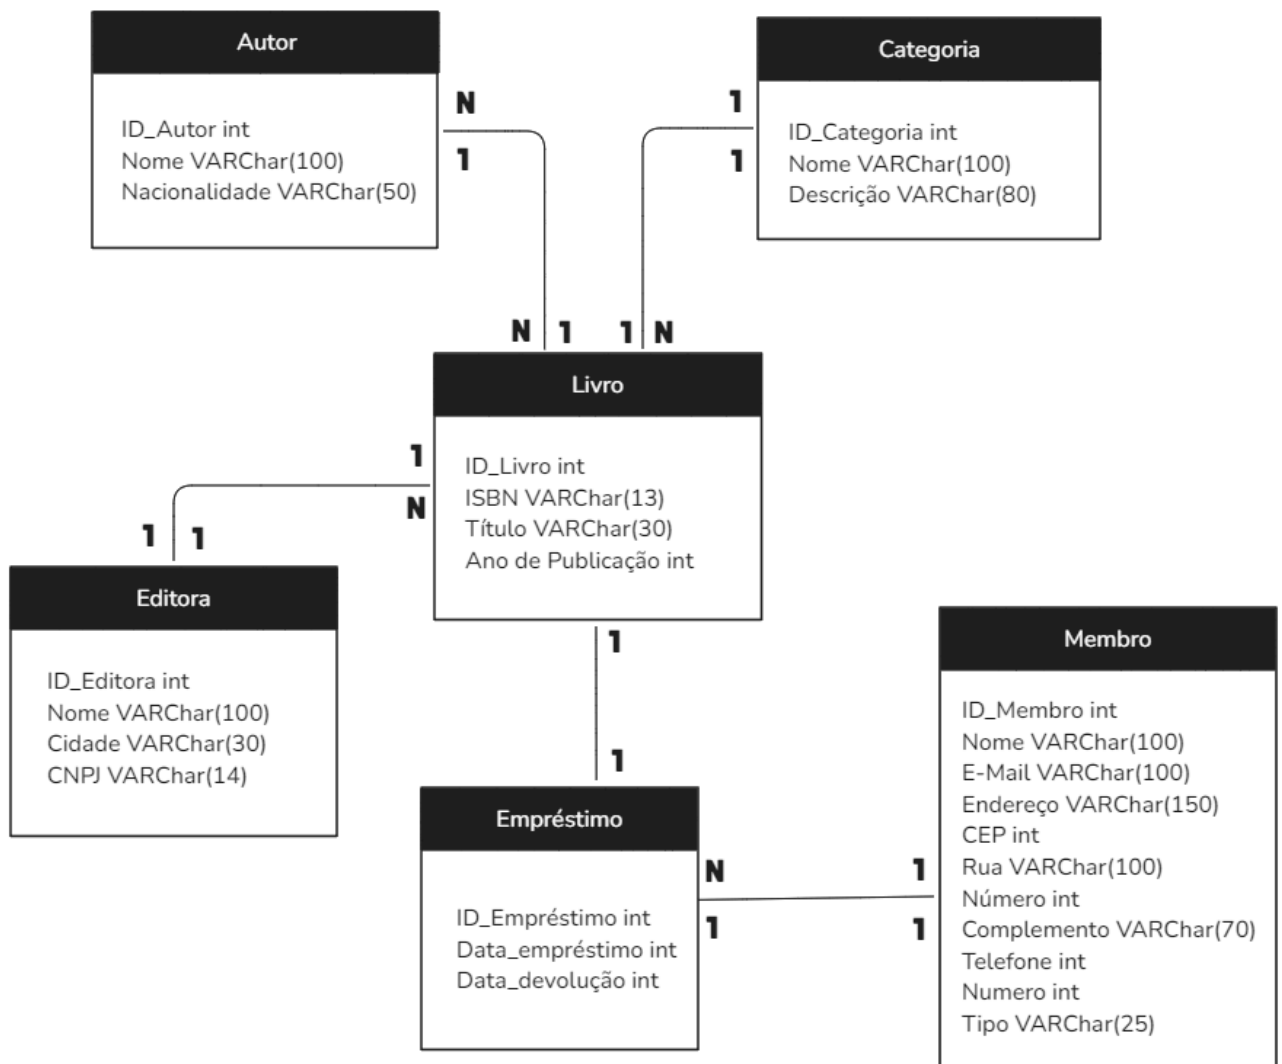 Autor
ID_Autor int
Nome VARChar(100)
Nacionalidade VARChar(50)
N
1
N
1
Categoria
ID_Categoria int
Nome VARChar(100)
Descrição VARChar(80)
1
1
1
N
Livro
ID_Livro int
ISBN VARChar(13)
Título VARChar(30)
Ano de Publicação int
1
N
1
1
Editora
ID_Editora int
Nome VARChar(100)
Cidade VARChar(30)
CNPJ VARChar(14)
1
1
Empréstimo
ID_Empréstimo int
Data_empréstimo int
Data_devolução int
N
1
1
1
Membro
ID_Membro int
Nome VARChar(100)
E-Mail VARChar(100)
Endereço VARChar(150)
CEP int
Rua VARChar(100)
Número int
Complemento VARChar(70)
Telefone int
Numero int
Tipo VARChar(25)